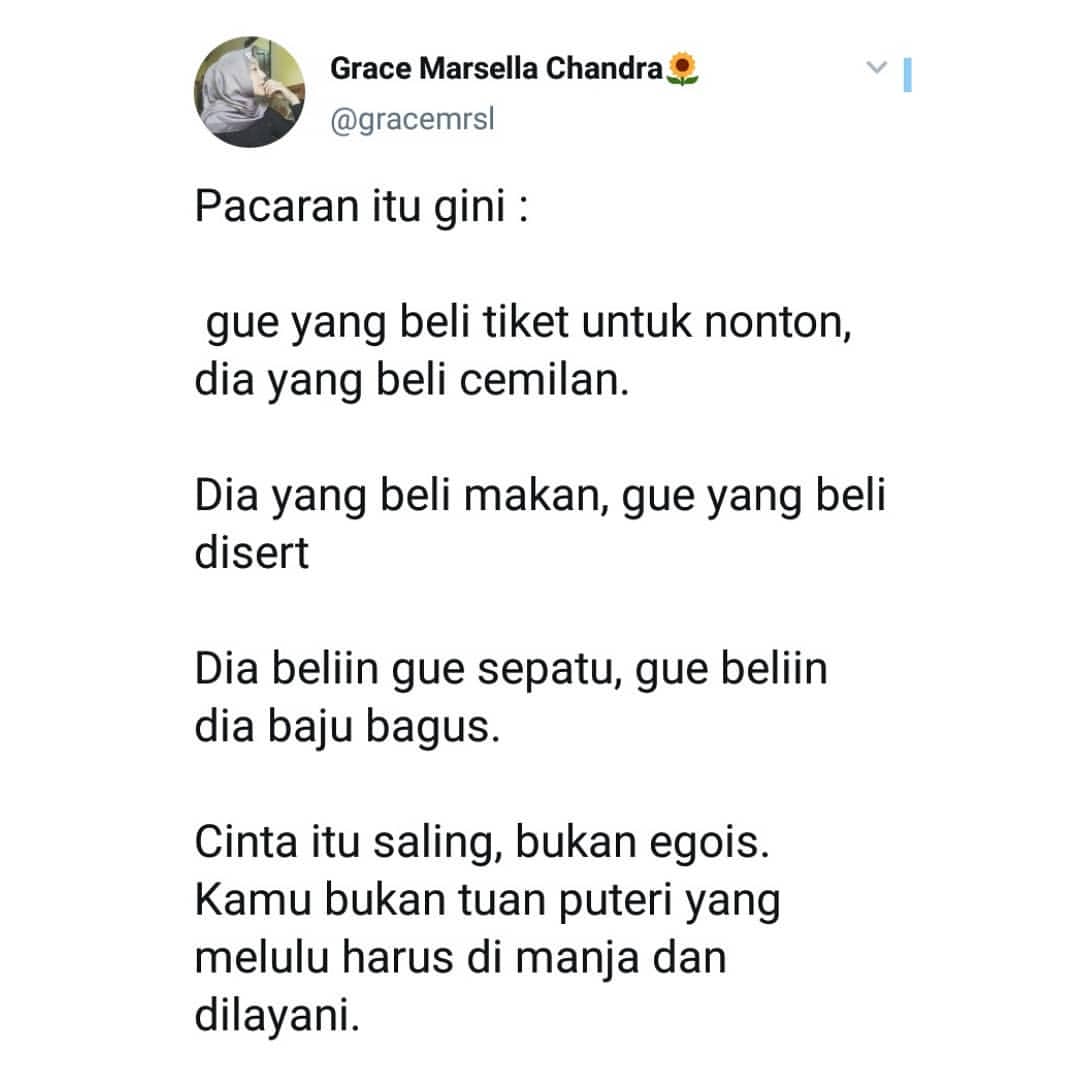 Grace Marsella Chandra🌻
@gracemrsl
Pacaran itu gini :
gue yang beli tiket untuk nonton,
dia yang beli cemilan.
Dia yang beli makan, gue yang beli
disert
Dia beliin gue sepatu, gue beliin
dia baju bagus.
Cinta itu saling, bukan egois.
Kamu bukan tuan puteri yang
melulu harus di manja dan
dilayani.